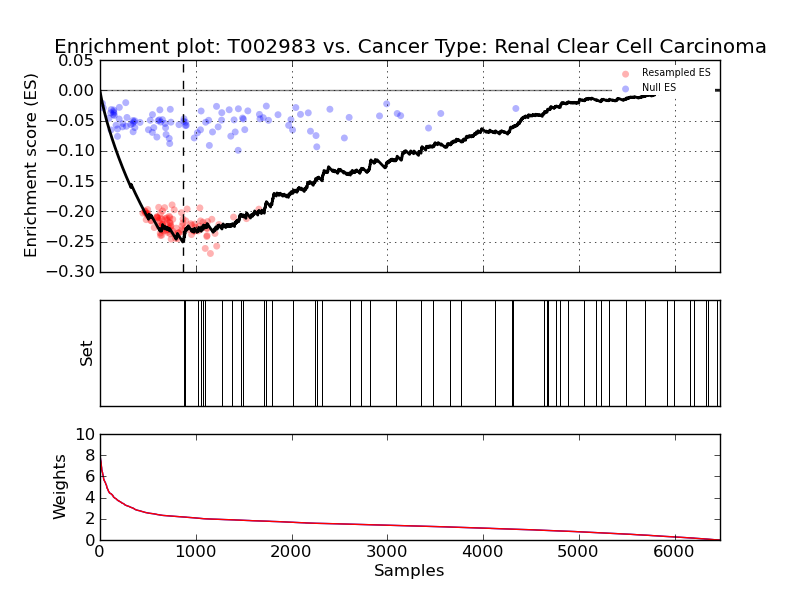 Enrichment plot: T002983 vs. Cancer Type: Renal Clear Cell Carcinoma
Enrichment score (ES)
0.05
0.00
−0.05
−0.10
−0.15
−0.20
−0.25
−0.30
Resampled ES
Null ES
Set
Weights
10
8
6
4
2
0
0 1000 2000 3000 4000 5000 6000
Samples